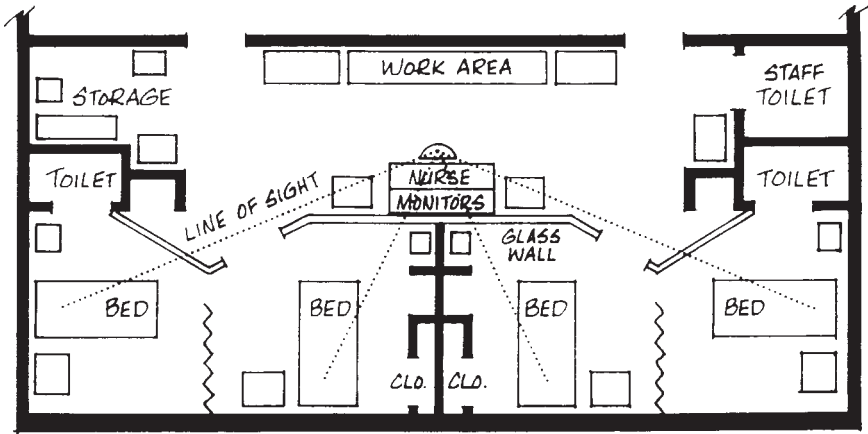 WORK AREA
STORAGE
STAFF
TOILET
TOILET
NURSE
MONITORS
TOILET
LINE OF SIGHT
GLASS
WALL
BED
BED
BED
BED
CLO.
CLO.